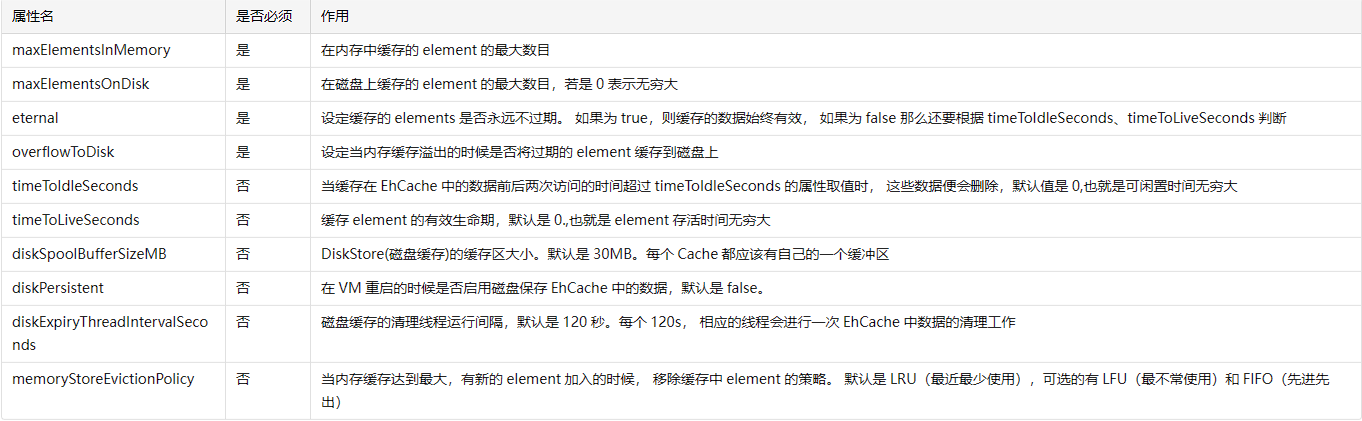 属性名 是否必须 作用
maxElementsInMemory 是 在内存中缓存的 element 的最大数目
maxElementsOnDisk 是 在磁盘上缓存的 element 的最大数目，若是 0 表示无穷大
eternal 是 设定缓存的 elements 是否永远不过期。 如果为 true，则缓存的数据始终有效， 如果为 false 那么还要根据 timeToIdleSeconds、timeToLiveSeconds 判断
overflowToDisk 是 设定当内存缓存溢出的时候是否将过期的 element 缓存到磁盘上
timeToIdleSeconds 否 当缓存在 EhCache 中的数据前后两次访问的时间超过 timeToIdleSeconds 的属性取值时， 这些数据便会删除，默认值是 0,也就是可闲置时间无穷大
timeToLiveSeconds 否 缓存 element 的有效生命期，默认是 0.,也就是 element 存活时间无穷大
diskSpoolBufferSizeMB 否 DiskStore(磁盘缓存)的缓存区大小。默认是 30MB。每个 Cache 都应该有自己的一个缓冲区
diskPersistent 否 在 VM 重启的时候是否启用磁盘保存 EhCache 中的数据，默认是 false。
diskExpiryThreadIntervalSeco
nds 否 磁盘缓存的清理线程运行间隔，默认是 120 秒。每个 120s， 相应的线程会进行一次 EhCache 中数据的清理工作
memoryStoreEvictionPolicy 否 当内存缓存达到最大，有新的 element 加入的时候， 移除缓存中 element 的策略。 默认是 LRU（最近最少使用），可选的有 LFU（最不常使用）和 FIFO（先进先
出）